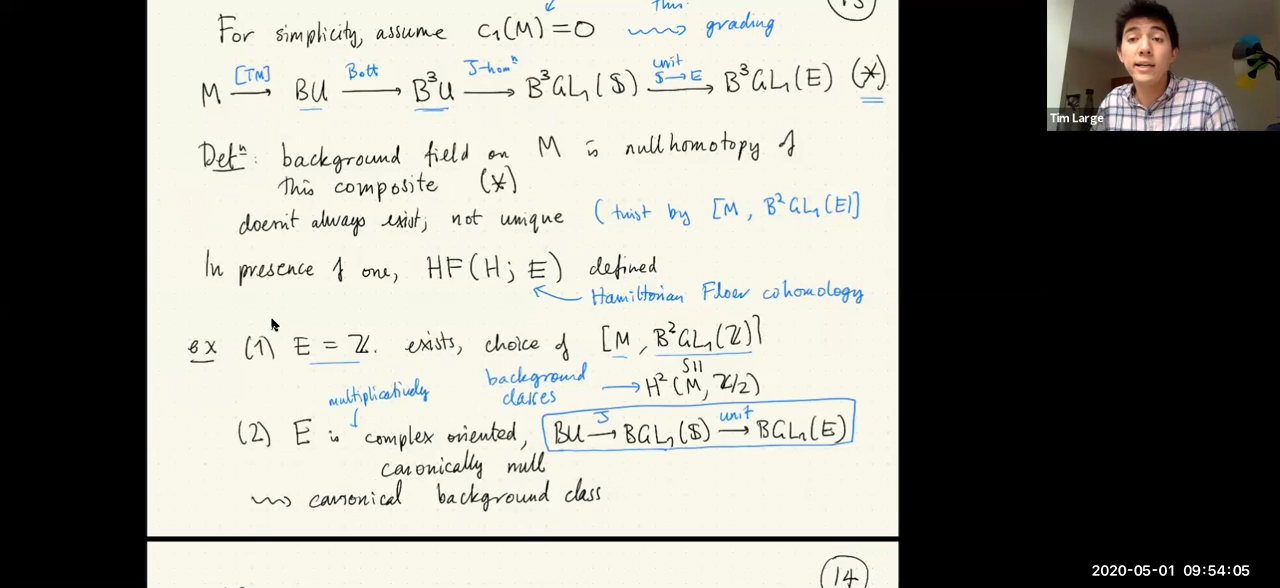 For simplicity, assume c₁(M) = 0 ⇝ grading
M →[TM] BU →Bott B³U →J-homⁿ B³GL₁(𝕊) →unit 𝕊→E B³GL₁(E) (*)
Defⁿ: background field on M is nullhomotopy of
this composite (*)
doesn't always exist; not unique (twist by [M, B²GL₁(E)]
In presence of one, HF(H; E) defined
Hamiltonian Floer cohomology
ex (1) E = ℤ. exists, choice of [M, B²GL₁(ℤ)]
background classes → H²(M, ℤ/2)
multiplicatively
(2) E is complex oriented, BU →J BGL₁(𝕊) →unit BGL₁(E)
canonically null
⇝ canonical background class
14
Tim Large
2020-05-01 09:54:05